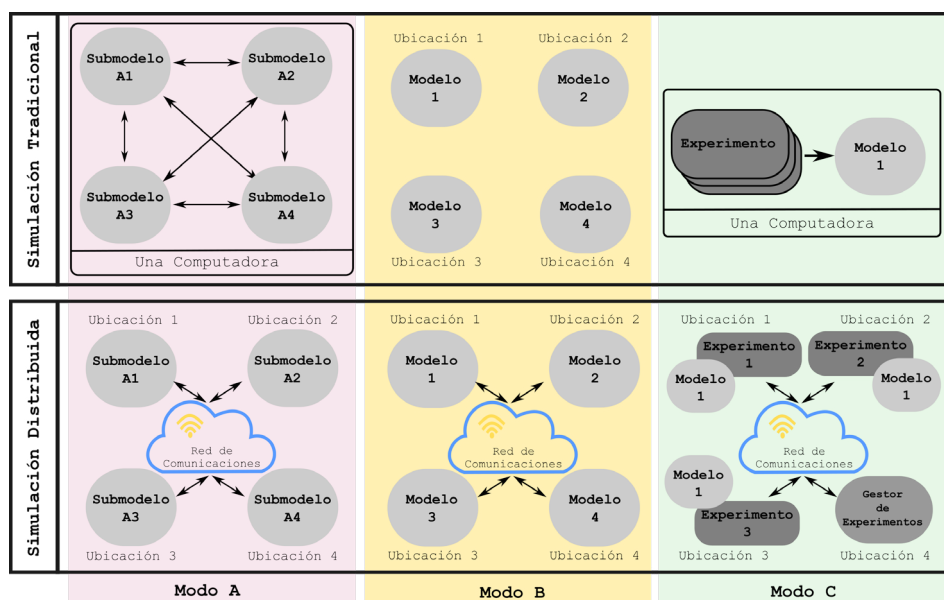 Simulación Tradicional
Submodelo
A1
Submodelo
A2
Submodelo
A3
Submodelo
A4
Una Computadora
Ubicación 1
Ubicación 2
Modelo
1
Modelo
2
Modelo
3
Modelo
4
Ubicación 3
Ubicación 4
Experimento
Modelo
1
Una Computadora
Simulación Distribuida
Ubicación 1
Ubicación 2
Submodelo
A1
Submodelo
A2
Red de
Comunicaciones
Submodelo
A3
Submodelo
A4
Ubicación 3
Ubicación 4
Ubicación 1
Ubicación 2
Modelo
1
Modelo
2
Red de
Comunicaciones
Modelo
3
Modelo
4
Ubicación 3
Ubicación 4
Ubicación 1
Ubicación 2
Experimento
1
Experimento
2
Modelo
1
Modelo
1
Red de
Comunicaciones
Modelo
1
Experimento
3
Gestor
de
Experimentos
Ubicación 3
Ubicación 4
Modo A
Modo B
Modo C